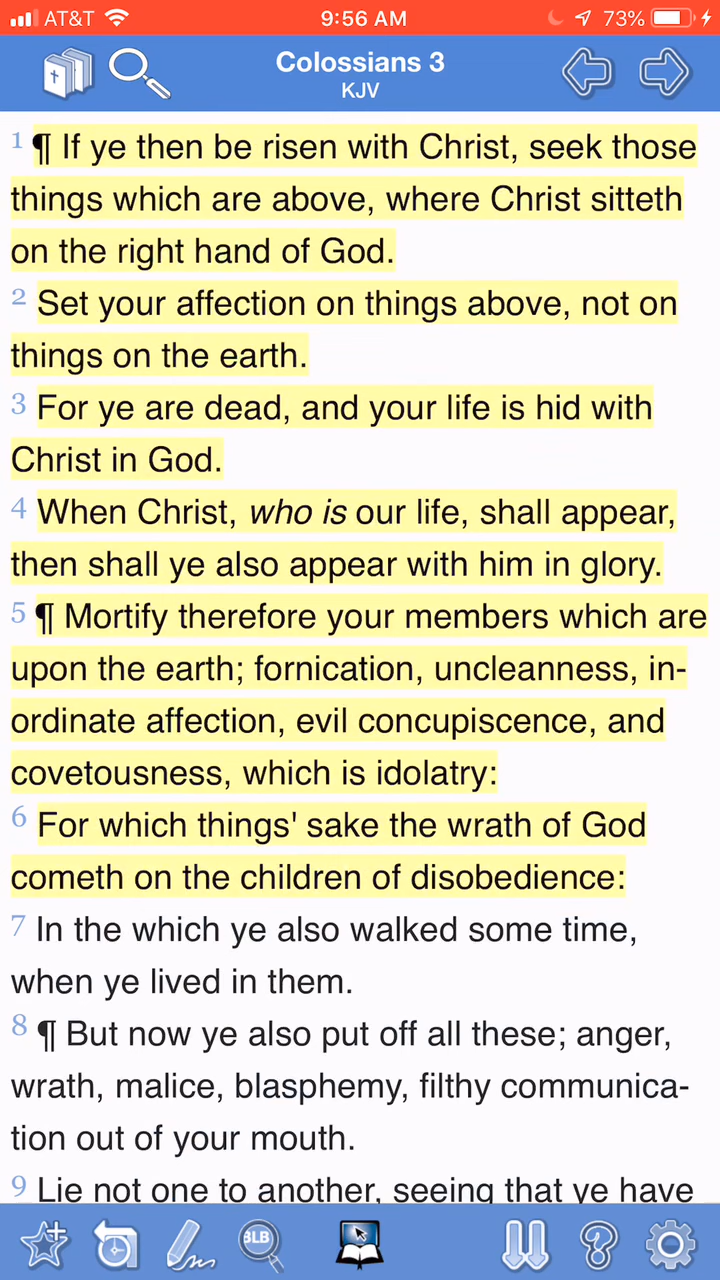 AT&T 9:56 AM 73%
Colossians 3
KJV
1 ¶ If ye then be risen with Christ, seek those
things which are above, where Christ sitteth
on the right hand of God.
2 Set your affection on things above, not on
things on the earth.
3 For ye are dead, and your life is hid with
Christ in God.
4 When Christ, who is our life, shall appear,
then shall ye also appear with him in glory.
5 ¶ Mortify therefore your members which are
upon the earth; fornication, uncleanness, in-
ordinate affection, evil concupiscence, and
covetousness, which is idolatry:
6 For which things' sake the wrath of God
cometh on the children of disobedience:
7 In the which ye also walked some time,
when ye lived in them.
8 ¶ But now ye also put off all these; anger,
wrath, malice, blasphemy, filthy communica-
tion out of your mouth.
9 Lie not one to another, seeing that ye have
BLB